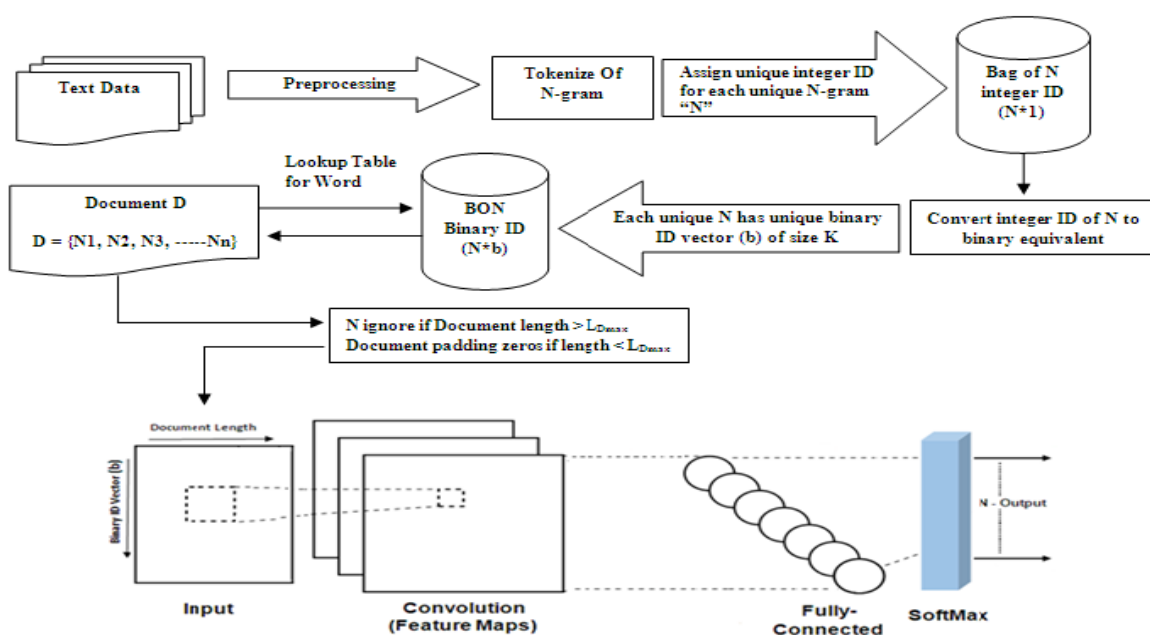 Text Data
Preprocessing
Tokenize Of
N-gram
Assign unique integer ID
for each unique N-gram
“N”
Bag of N
integer ID
(N*1)
Lookup Table
for Word
Document D
D = {N1, N2, N3, -----Nn}
BON
Binary ID
(N*b)
Each unique N has unique binary
ID vector (b) of size K
Convert integer ID of N to
binary equivalent
N ignore if Document length > LDmax
Document padding zeros if length < LDmax
Document Length
Binary ID Vector (b)
N - Output
Input
Convolution
(Feature Maps)
Fully-
Connected
SoftMax